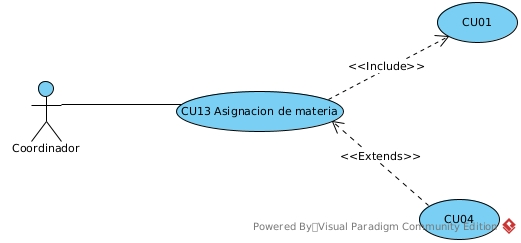 CU01
<<Include>>
CU13 Asignacion de materia
Coordinador
<<Extends>>
CU04
Powered By Visual Paradigm Community Edition